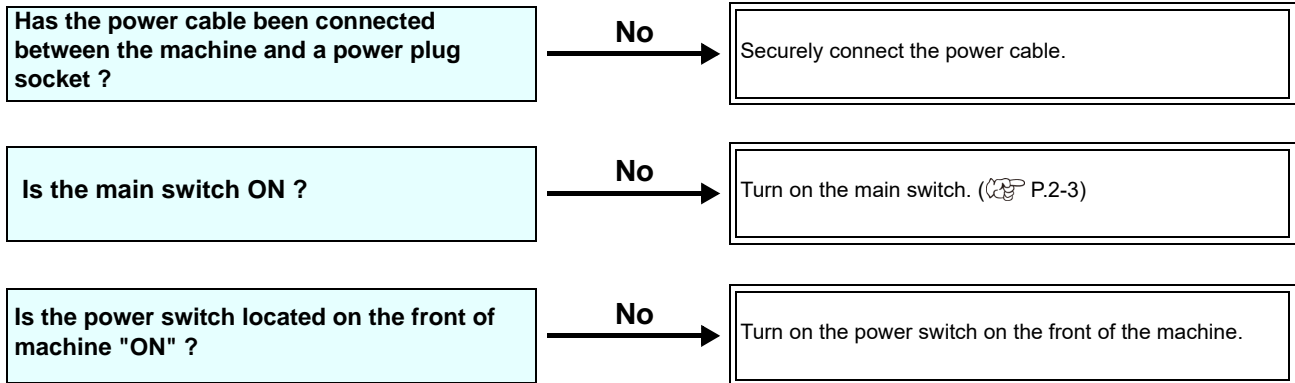 Has the power cable been connected
between the machine and a power plug
socket ?
No
Securely connect the power cable.
Is the main switch ON ?
No
Turn on the main switch. (☞ P.2-3)
Is the power switch located on the front of
machine "ON" ?
No
Turn on the power switch on the front of the machine.